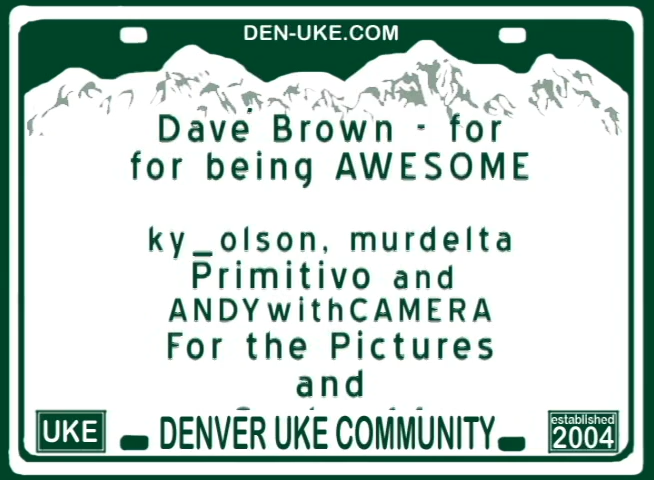 DEN-UKE.COM
Dave Brown - for
for being AWESOME
ky_olson, murdelta
Primitivo and
ANDYwithCAMERA
For the Pictures
and
UKE
DENVER UKE COMMUNITY
established
2004